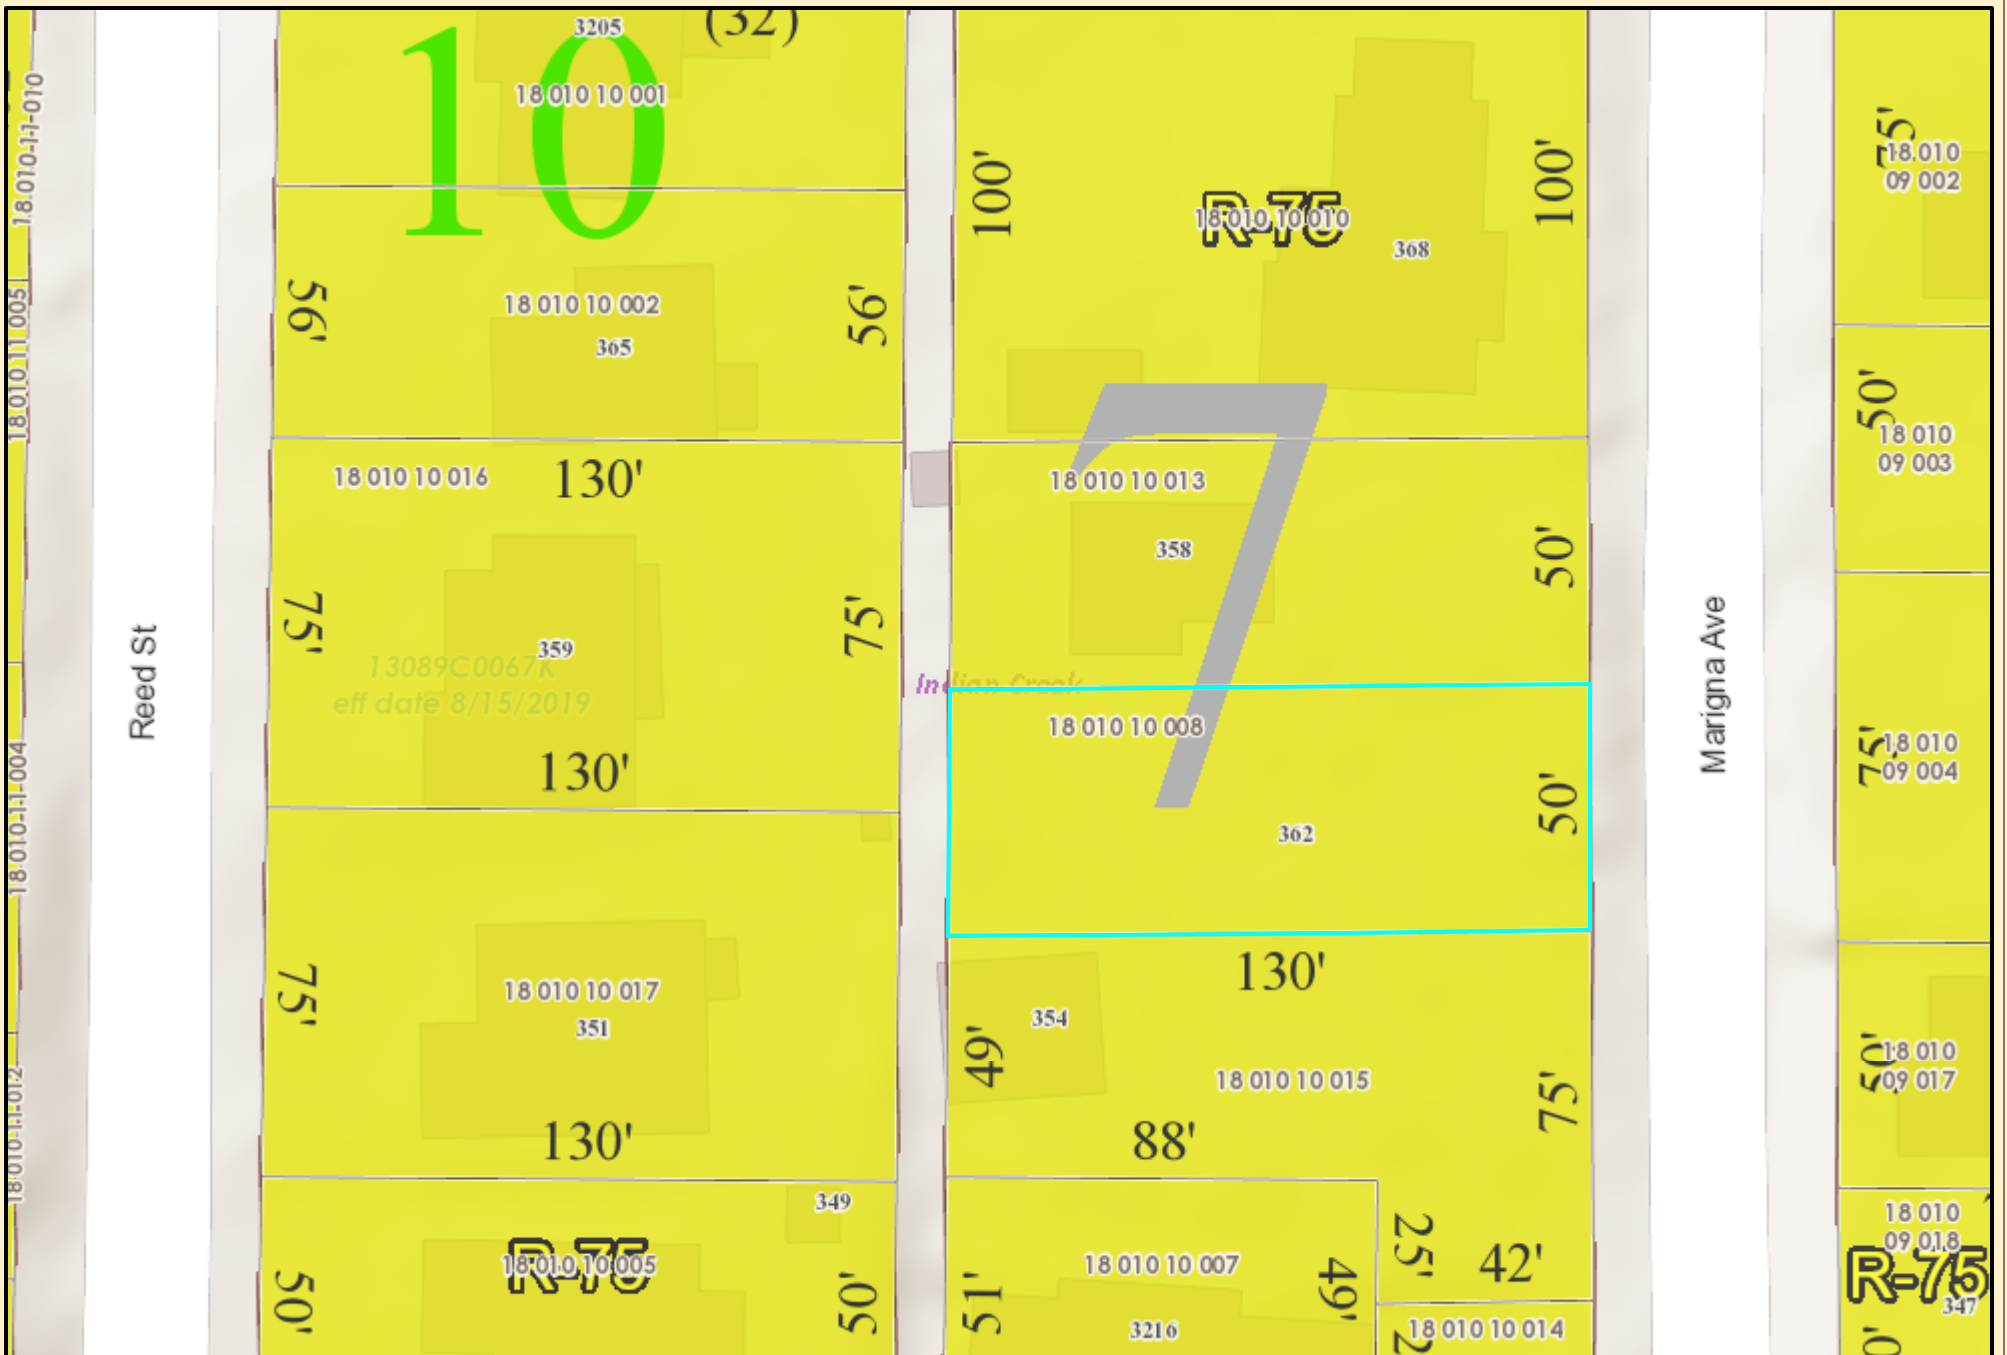 3205
(32)
10
18 010 10 001
18 010 11 010
100'
100'
R-75
18 010 10 010
368
75'
18 010
09 002
56'
18 010 10 002
365
56'
18 010 11 005
50'
18 010
09 003
18 010 10 016
130'
7
18 010 10 013
358
50'
75'
359
75'
13089C0067K
eff date 8/15/2019
Reed St
Indian Creek
Marigna Ave
130'
18 010 10 008
362
50'
75'
18 010
09 004
18 010 11 004
75'
18 010 10 017
351
130'
130'
354
49'
18 010 10 015
75'
88'
50'
18 010
09 017
18 010 11 012
349
R-75
18 010 10 005
50'
50'
51'
18 010 10 007
49'
3216
25'
42'
18 010 10 014
18 010
09 018
R-75
347